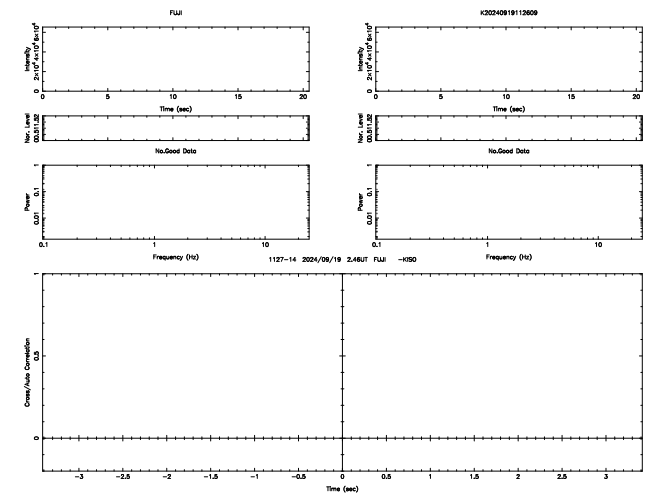 FUJI
K20240919112609
Intensity
2×10⁴ 4×10⁴ 6×10⁴
0
0 5 10 15 20
Time (sec)
Intensity
2×10⁴ 4×10⁴ 6×10⁴
0
0 5 10 15 20
Time (sec)
Nor. Level
00.511.52
Nor. Level
00.511.52
No.Good Data
No.Good Data
Power
1
0.1
0.01
0.1 1 10
Frequency (Hz)
Power
1
0.1
0.01
0.1 1 10
Frequency (Hz)
1127-14 2024/09/19 2.46UT FUJI -KISO
Cross/Auto Correlation
1
0.5
0
-3 -2.5 -2 -1.5 -1 -0.5 0 0.5 1 1.5 2 2.5 3
Time (sec)